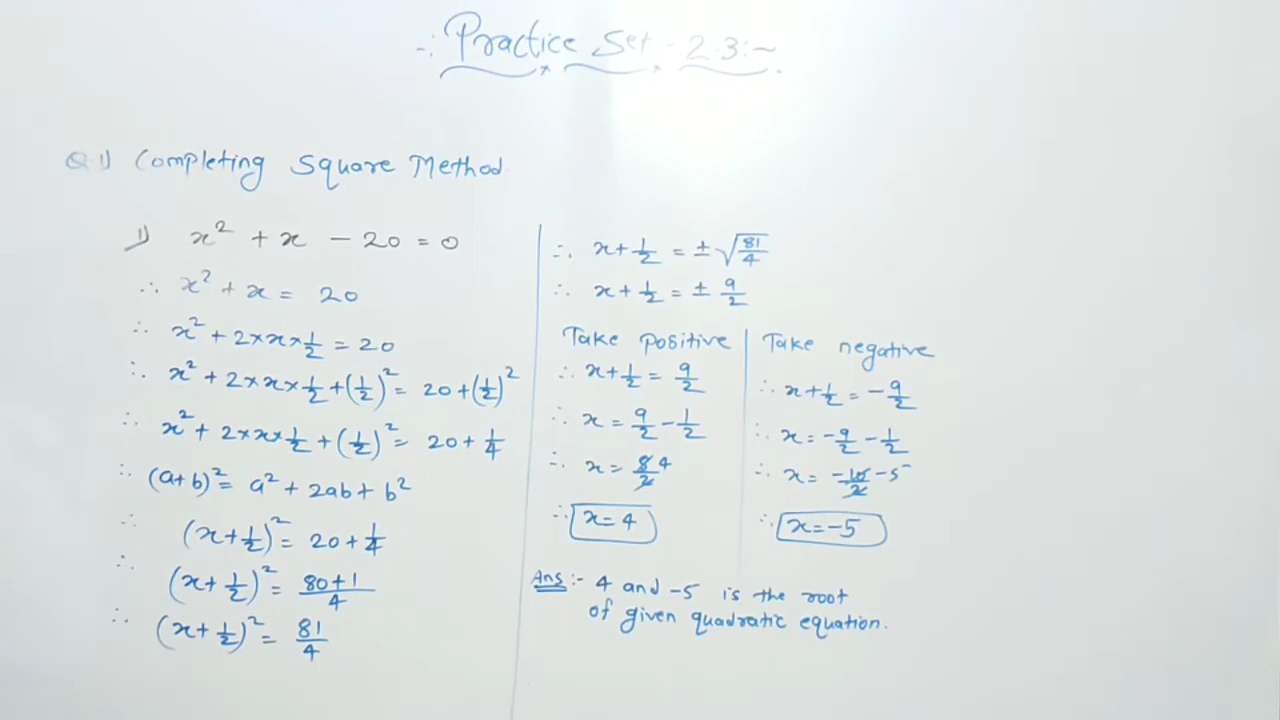 ∴ Practice Set - 2.3:~
Q.1) Completing Square Method
1) x² + x - 20 = 0
∴ x² + x = 20
∴ x² + 2×x×1/2 = 20
∴ x² + 2×x×1/2 + (1/2)² = 20 + (1/2)²
∴ x² + 2×x×1/2 + (1/2)² = 20 + 1/4
∴ (a+b)² = a² + 2ab + b²
∴ (x+1/2)² = 20 + 1/4
∴ (x+1/2)² = 80+1/4
∴ (x+1/2)² = 81/4
∴ x+1/2 = ±√81/4
∴ x+1/2 = ± 9/2
Take positive
∴ x+1/2 = 9/2
∴ x = 9/2 - 1/2
∴ x = 8/2 4
∴ x = 4
Take negative
∴ x+1/2 = -9/2
∴ x = -9/2 - 1/2
∴ x = -10/2 -5
∴ x = -5
Ans :- 4 and -5 is the root
of given quadratic equation.